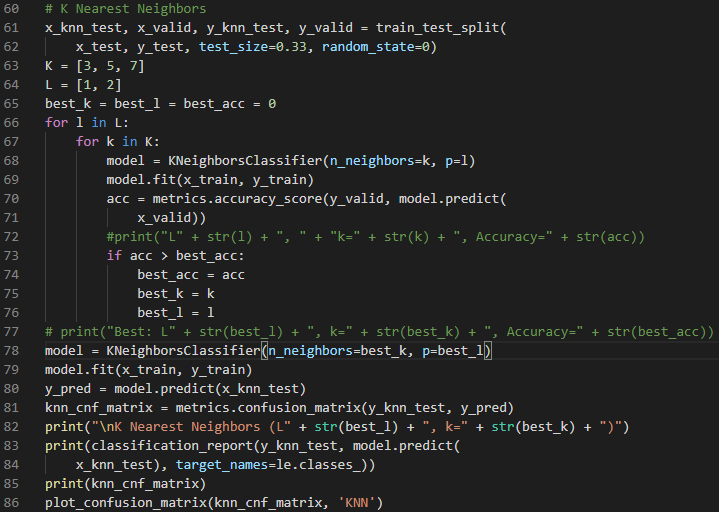 60 # K Nearest Neighbors
61 x_knn_test, x_valid, y_knn_test, y_valid = train_test_split(
62     x_test, y_test, test_size=0.33, random_state=0)
63 K = [3, 5, 7]
64 L = [1, 2]
65 best_k = best_l = best_acc = 0
66 for l in L:
67     for k in K:
68         model = KNeighborsClassifier(n_neighbors=k, p=l)
69         model.fit(x_train, y_train)
70         acc = metrics.accuracy_score(y_valid, model.predict(
71             x_valid))
72         #print("L" + str(l) + ", " + "k=" + str(k) + ", Accuracy=" + str(acc))
73         if acc > best_acc:
74             best_acc = acc
75             best_k = k
76             best_l = l
77 # print("Best: L" + str(best_l) + ", k=" + str(best_k) + ", Accuracy=" + str(best_acc))
78 model = KNeighborsClassifier(n_neighbors=best_k, p=best_l)
79 model.fit(x_train, y_train)
80 y_pred = model.predict(x_knn_test)
81 knn_cnf_matrix = metrics.confusion_matrix(y_knn_test, y_pred)
82 print("\nK Nearest Neighbors (L" + str(best_l) + ", k=" + str(best_k) + ")")
83 print(classification_report(y_knn_test, model.predict(
84     x_knn_test), target_names=le.classes_))
85 print(knn_cnf_matrix)
86 plot_confusion_matrix(knn_cnf_matrix, 'KNN')